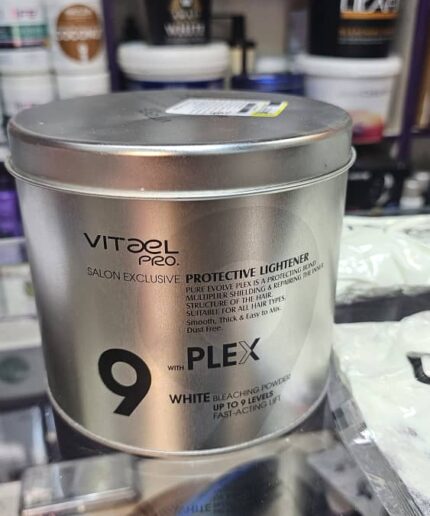 VITAEL
PRO.
SALON EXCLUSIVE PROTECTIVE LIGHTENER
PURE EVOLVE PLEX IS A PROTECTING BOND
MULTIPLIER SHIELDING & REPAIRING THE INNER
STRUCTURE OF THE HAIR.
SUITABLE FOR ALL HAIR TYPES.
Smooth, Thick & Easy to Mix.
Dust Free.
9 WITH PLEX
WHITE BLEACHING POWDER
UP TO 9 LEVELS
FAST-ACTING LIFT
COCONUT
WHITE